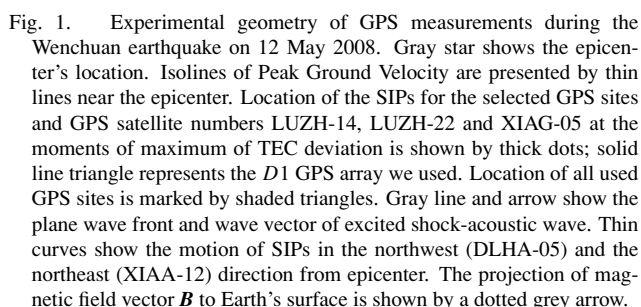 Fig. 1. Experimental geometry of GPS measurements during the
Wenchuan earthquake on 12 May 2008. Gray star shows the epicen-
ter's location. Isolines of Peak Ground Velocity are presented by thin
lines near the epicenter. Location of the SIPs for the selected GPS sites
and GPS satellite numbers LUZH-14, LUZH-22 and XIAG-05 at the
moments of maximum of TEC deviation is shown by thick dots; solid
line triangle represents the D1 GPS array we used. Location of all used
GPS sites is marked by shaded triangles. Gray line and arrow show the
plane wave front and wave vector of excited shock-acoustic wave. Thin
curves show the motion of SIPs in the northwest (DLHA-05) and the
northeast (XIAA-12) direction from epicenter. The projection of mag-
netic field vector B to Earth's surface is shown by a dotted grey arrow.